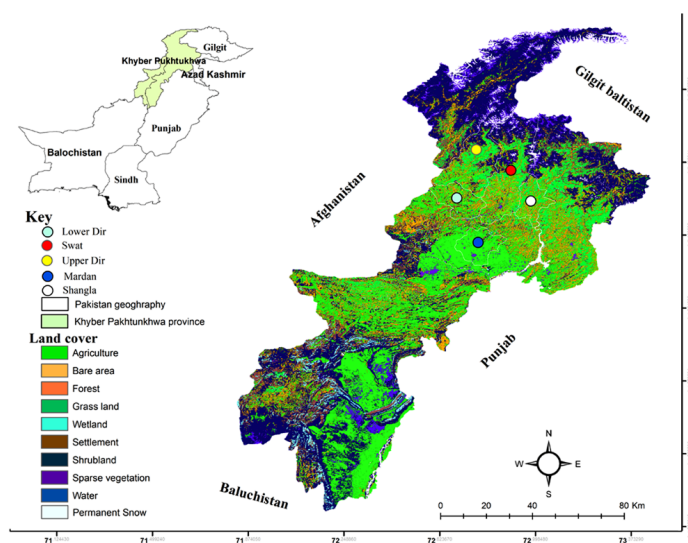 Gilgit
Khyber Pukhtukhwa
Azad Kashmir
Punjab
Balochistan
Sindh
Gilgit baltistan
Afghanistan
Punjab
Baluchistan
Key
Lower Dir
Swat
Upper Dir
Mardan
Shangla
Pakistan geoghraphy
Khyber Pakhtunkhwa province
Land cover
Agriculture
Bare area
Forest
Grass land
Wetland
Settlement
Shrubland
Sparse vegetation
Water
Permanent Snow
N
W E
S
0 20 40 60 80 Km
71 71 71 72 72 72 73